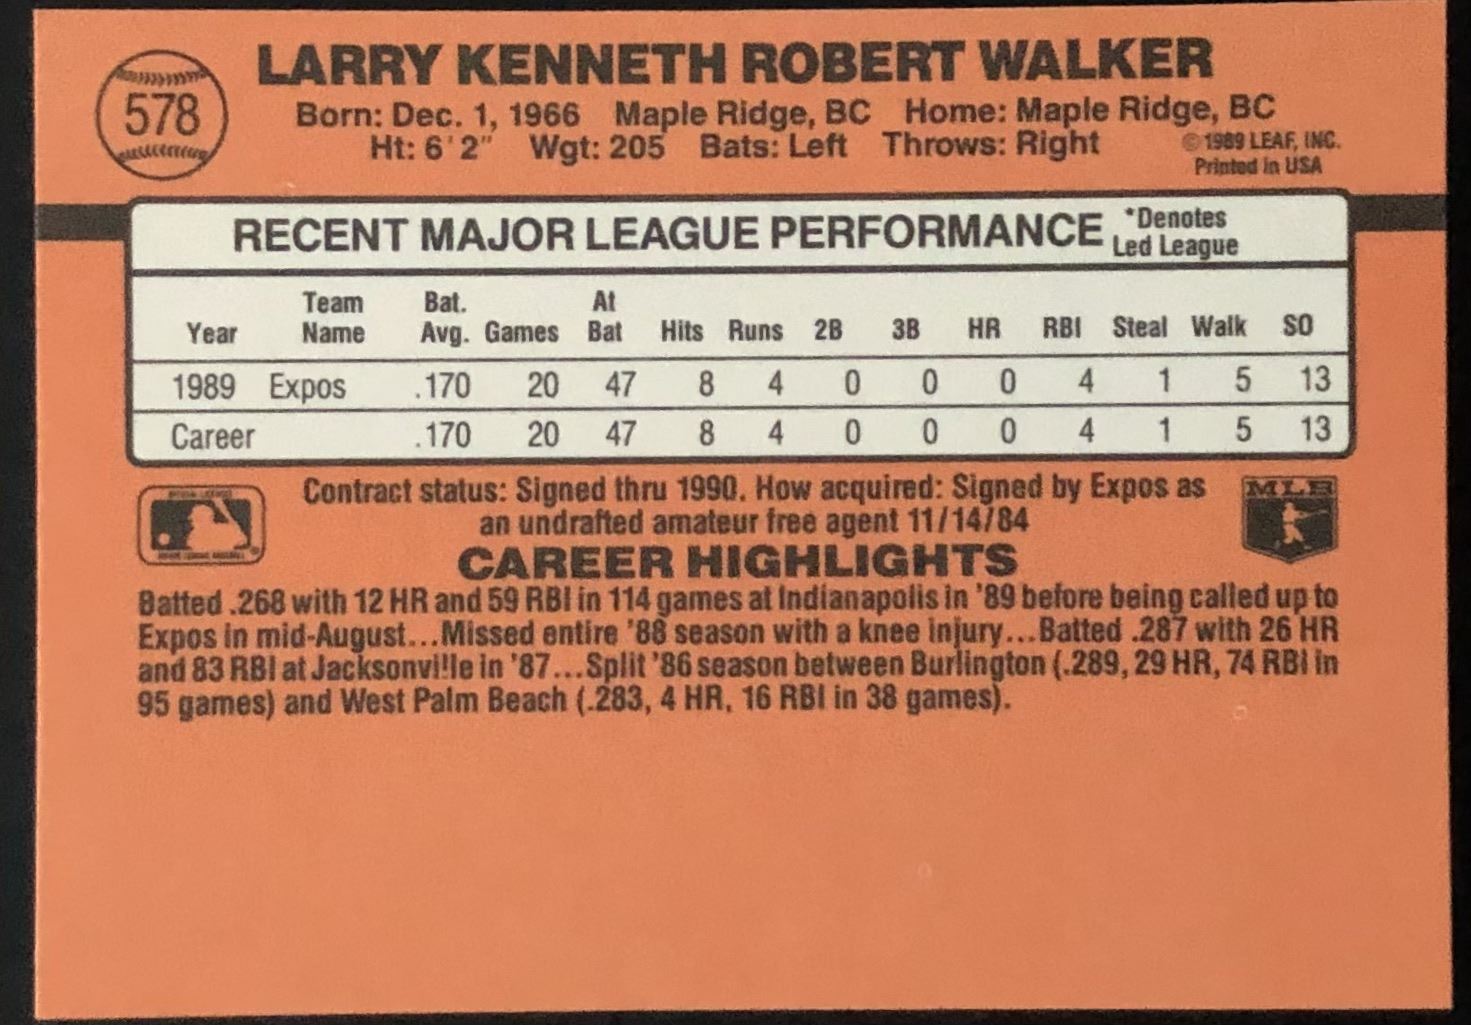 578
LARRY KENNETH ROBERT WALKER
Born: Dec. 1, 1966 Maple Ridge, BC Home: Maple Ridge, BC
Ht: 6'2" Wgt: 205 Bats: Left Throws: Right
©1989 LEAF, INC.
Printed in USA
RECENT MAJOR LEAGUE PERFORMANCE
*Denotes
Led League
Year Team Name Bat. Avg. Games At Bat Hits Runs 2B 3B HR RBI Steal Walk SO
1989 Expos .170 20 47 8 4 0 0 0 4 1 5 13
Career .170 20 47 8 4 0 0 0 4 1 5 13
Contract status: Signed thru 1990. How acquired: Signed by Expos as
an undrafted amateur free agent 11/14/84
MLB
CAREER HIGHLIGHTS
Batted .268 with 12 HR and 59 RBI in 114 games at Indianapolis in '89 before being called up to
Expos in mid-August...Missed entire '88 season with a knee injury...Batted .287 with 26 HR
and 83 RBI at Jacksonville in '87...Split '86 season between Burlington (.289, 29 HR, 74 RBI in
95 games) and West Palm Beach (.283, 4 HR, 16 RBI in 38 games).